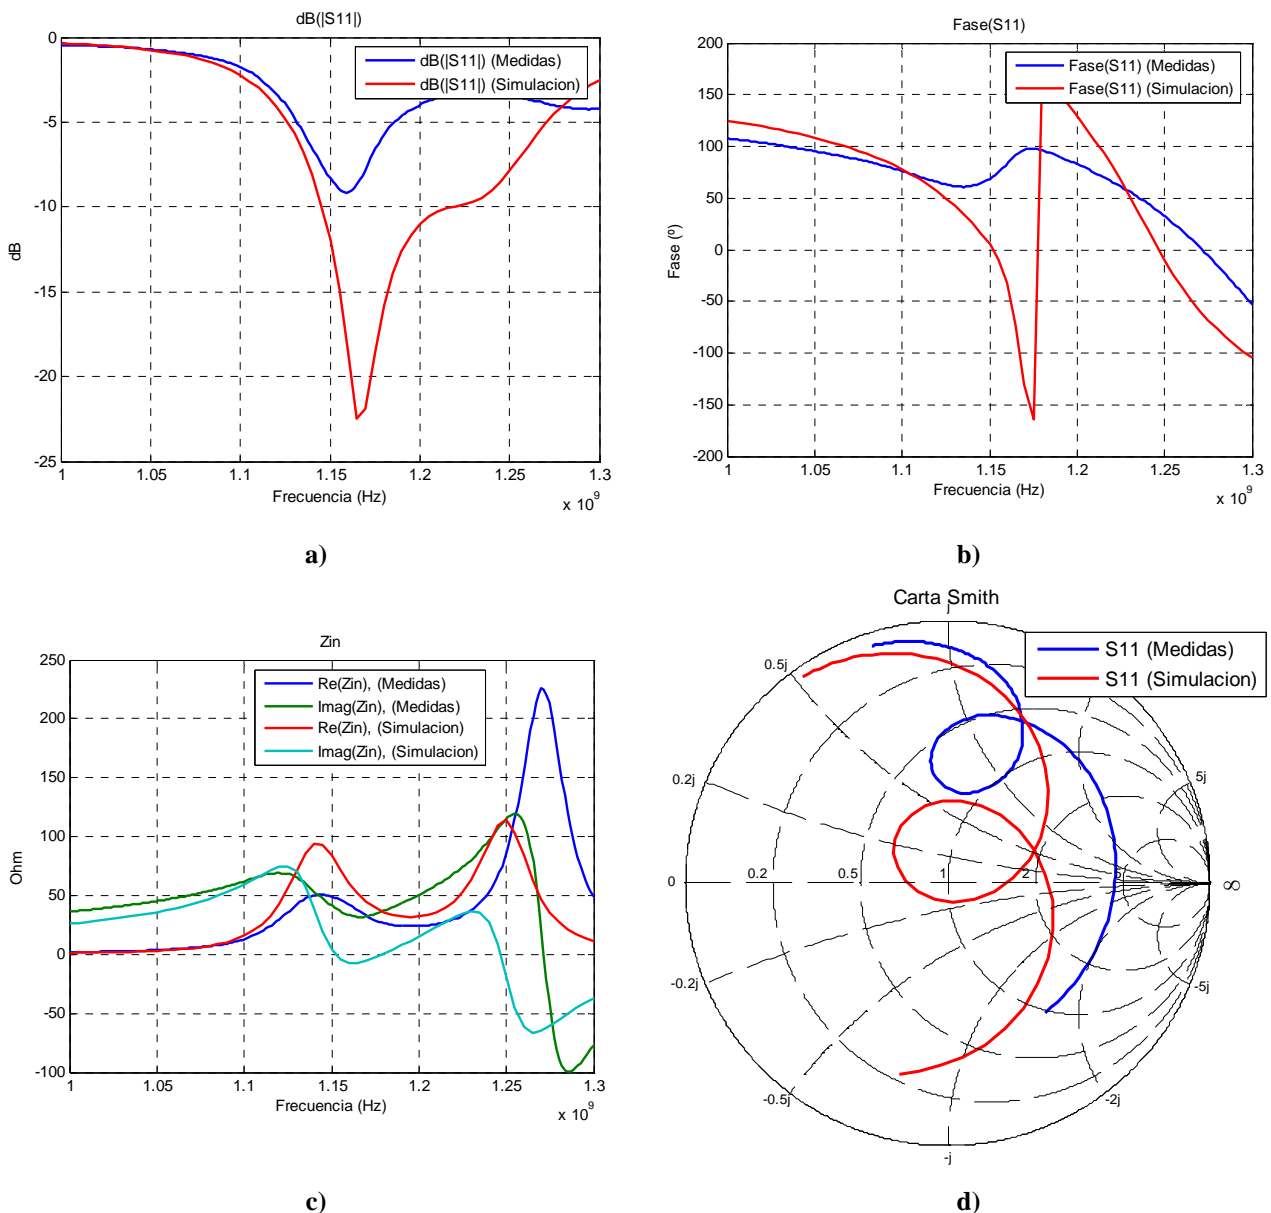 dB(|S11|)
0
-5
-10
-15
-20
-25
dB
dB(|S11|) (Medidas)
dB(|S11|) (Simulacion)
1 1.05 1.1 1.15 1.2 1.25 1.3
Frecuencia (Hz)
x 10^9
a)
Fase(S11)
200
150
100
50
0
-50
-100
-150
-200
Fase (º)
Fase(S11) (Medidas)
Fase(S11) (Simulacion)
1 1.05 1.1 1.15 1.2 1.25 1.3
Frecuencia (Hz)
x 10^9
b)
Zin
250
200
150
100
50
0
-50
-100
Ohm
Re(Zin), (Medidas)
Imag(Zin), (Medidas)
Re(Zin), (Simulacion)
Imag(Zin), (Simulacion)
1 1.05 1.1 1.15 1.2 1.25 1.3
Frecuencia (Hz)
x 10^9
c)
Carta Smith
j
S11 (Medidas)
S11 (Simulacion)
0.5j
0.2j 5j
0 0.2 0.5 1 2 ∞
-0.2j -5j
-0.5j -2j
-j
d)